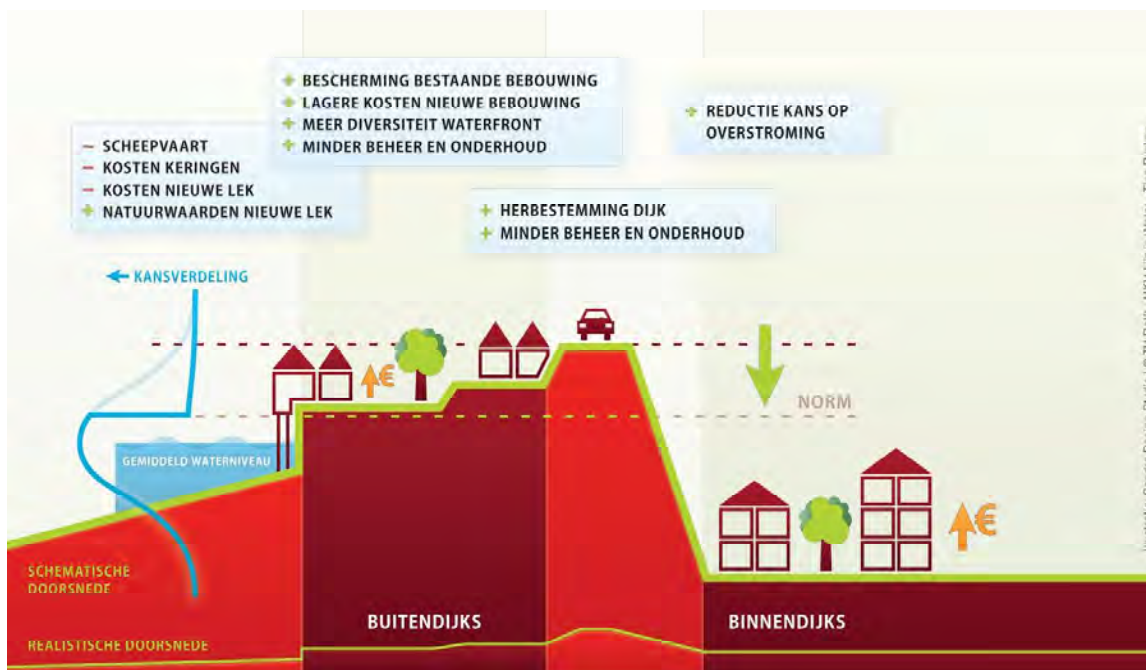 + BESCHERMING BESTAANDE BEBOUWING
+ LAGERE KOSTEN NIEUWE BEBOUWING
+ MEER DIVERSITEIT WATERFRONT
+ MINDER BEHEER EN ONDERHOUD
+ REDUCTIE KANS OP
OVERSTROMING
– SCHEEPVAART
– KOSTEN KERINGEN
– KOSTEN NIEUWE LEK
+ NATUURWAARDEN NIEUWE LEK
+ HERBESTEMMING DIJK
+ MINDER BEHEER EN ONDERHOUD
KANSVERDELING
€
NORM
GEMIDDELD WATERNIVEAU
€
SCHEMATISCHE
DOORSNEDE
BUITENDIJKS
BINNENDIJKS
REALISTISCHE DOORSNEDE